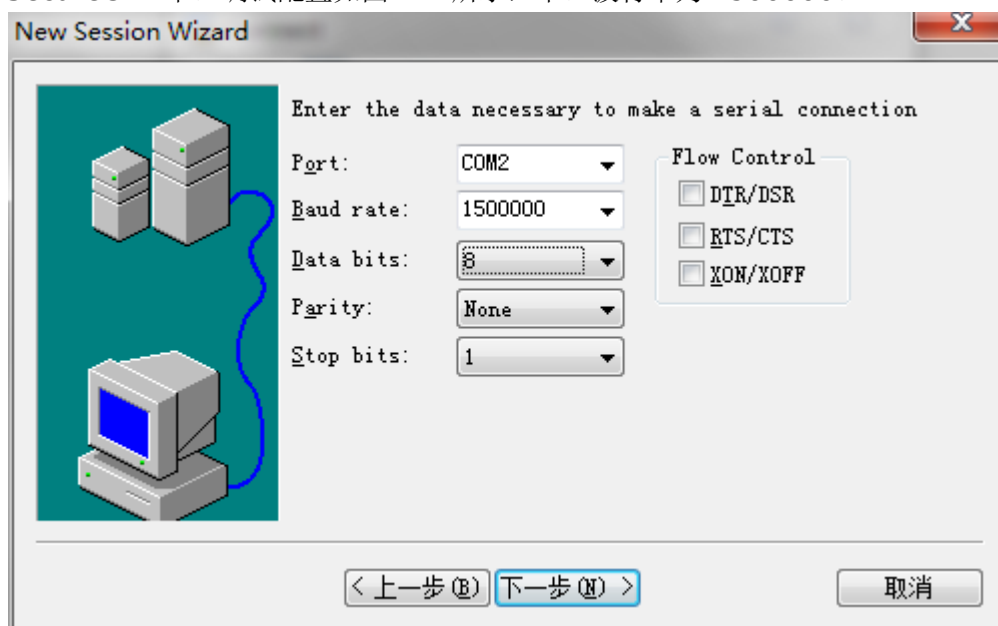 New Session Wizard
Enter the data necessary to make a serial connection
Port: COM2
Baud rate: 1500000
Data bits: 8
Parity: None
Stop bits: 1
Flow Control
DTR/DSR
RTS/CTS
XON/XOFF
< 上一步(B) 下一步(N) > 取消